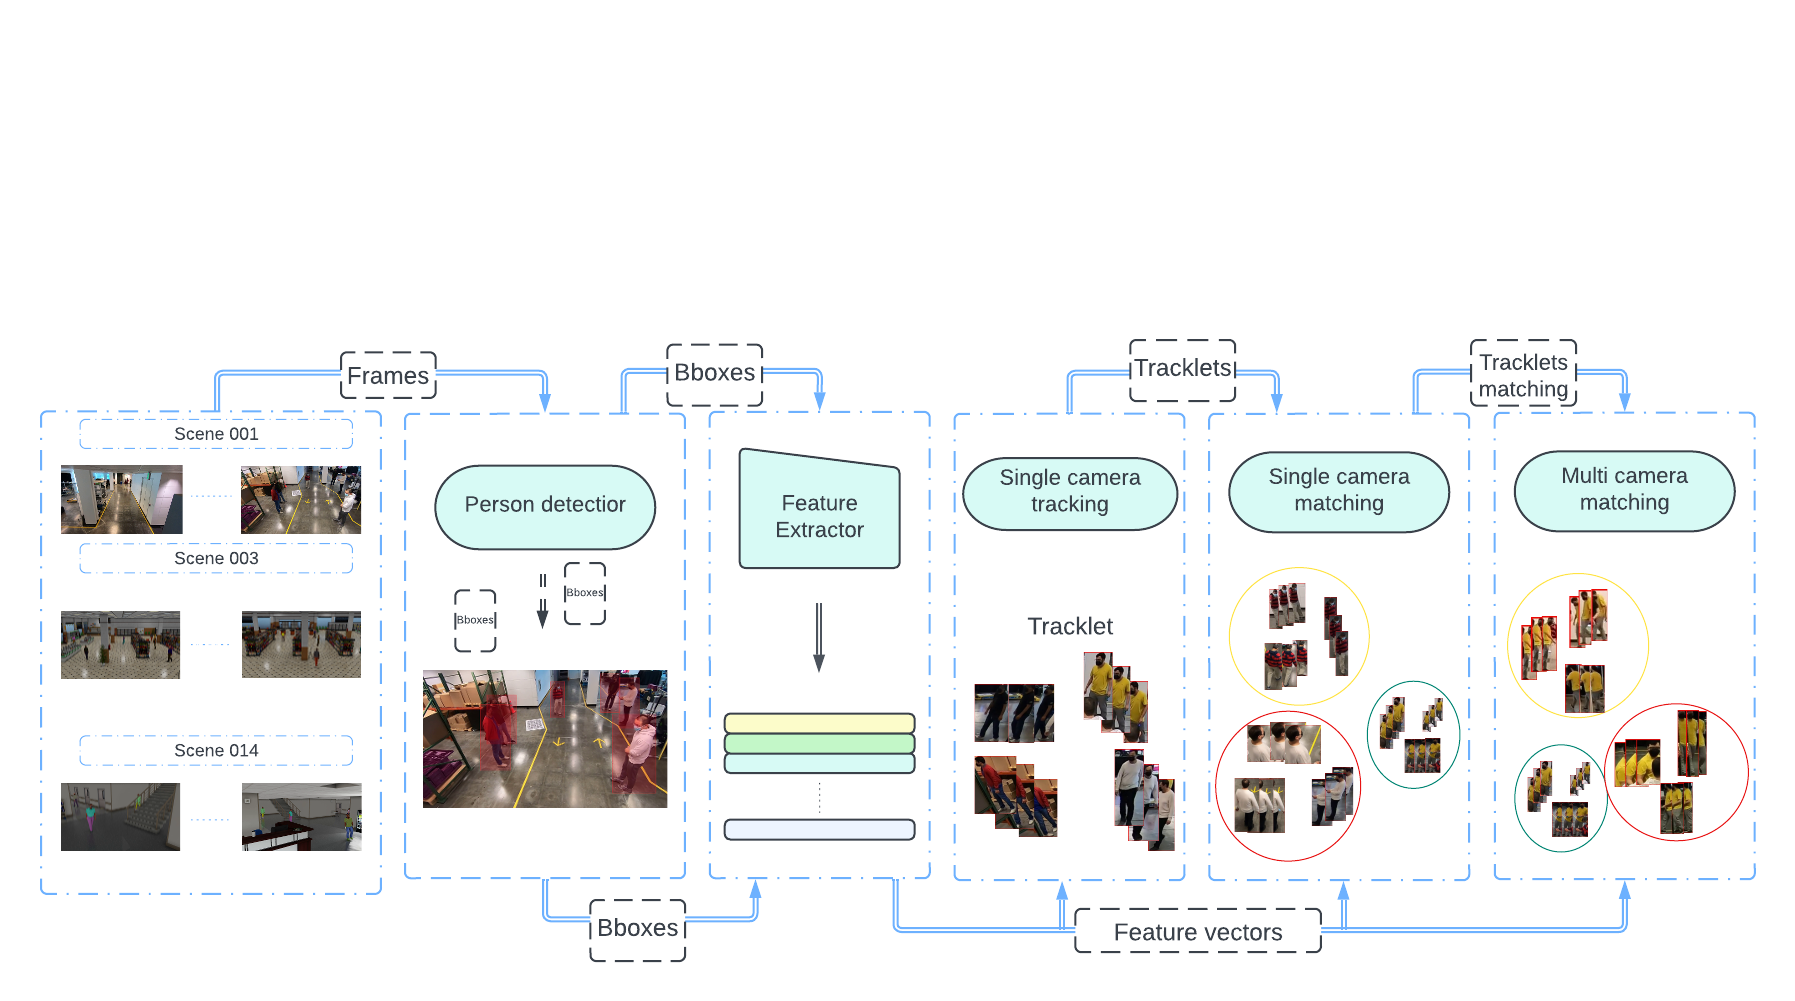 Frames
Bboxes
Tracklets
Tracklets
matching
Scene 001
Scene 003
Scene 014
Person detectior
Bboxes
Bboxes
Feature
Extractor
Single camera
tracking
Tracklet
Single camera
matching
Multi camera
matching
Bboxes
Feature vectors